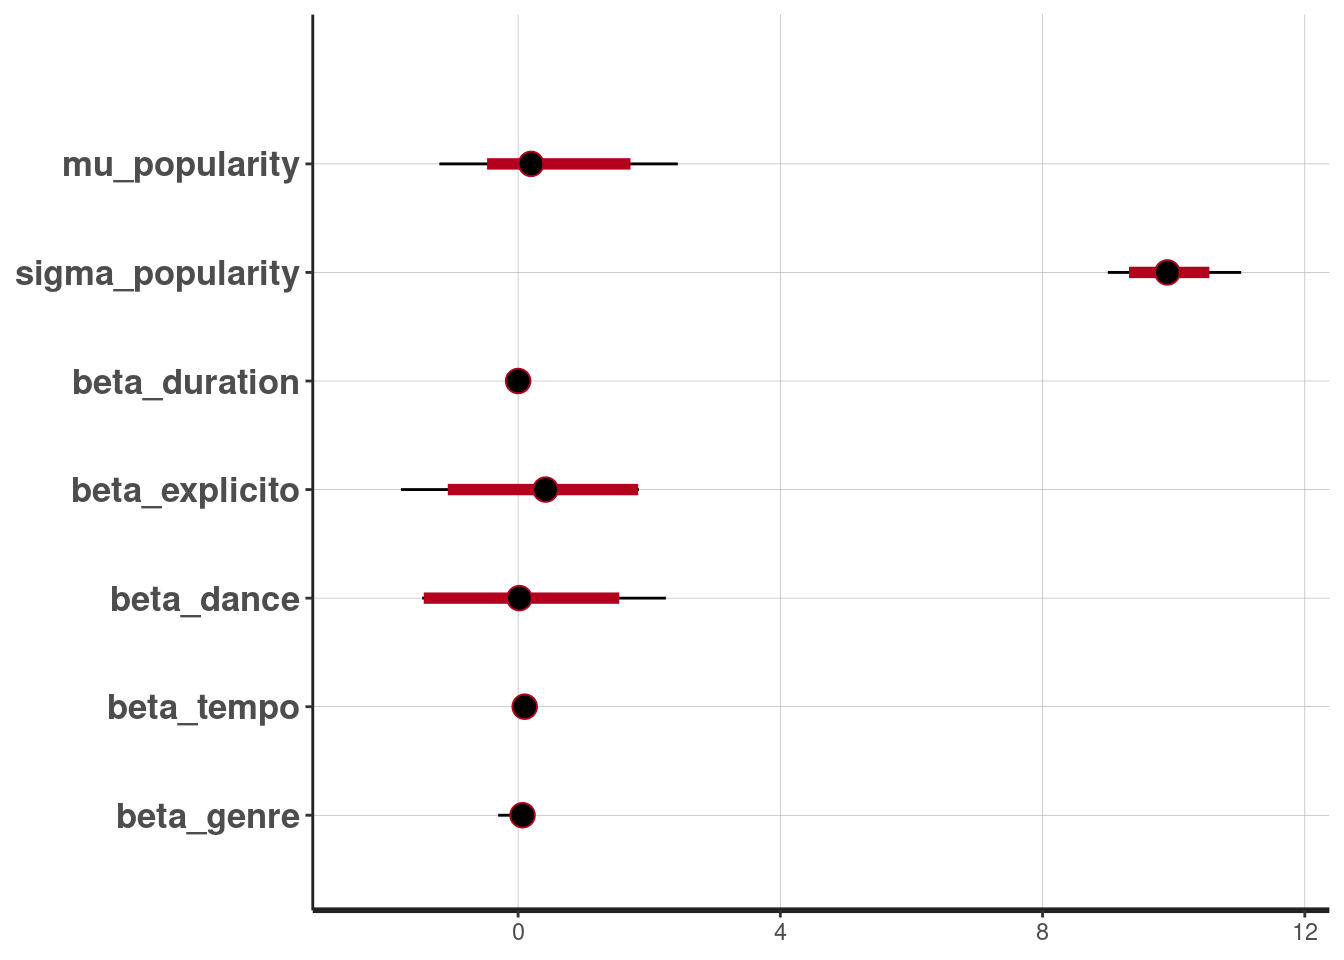 mu_popularity
sigma_popularity
beta_duration
beta_explicito
beta_dance
beta_tempo
beta_genre
0 4 8 12